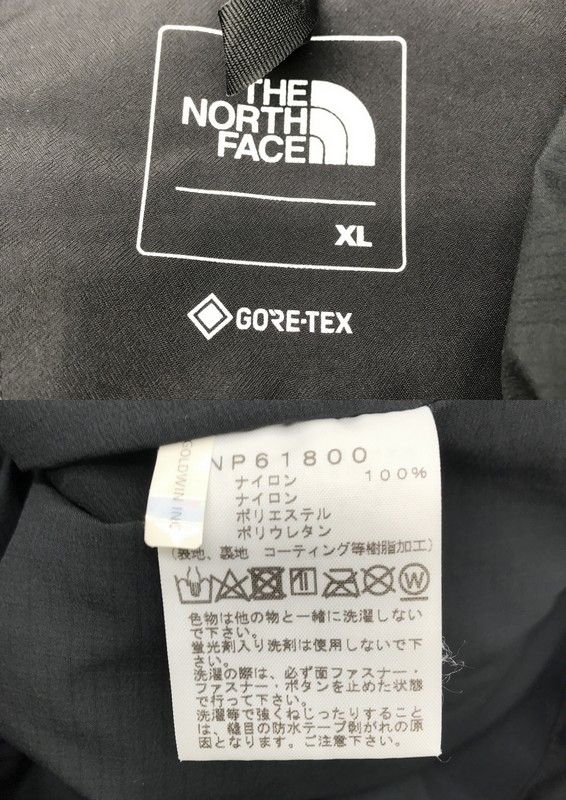 THE
NORTH
FACE
XL
GORE-TEX
GOLDWIN INC
NP61800
ナイロン 100%
ナイロン
ポリエステル
ポリウレタン
(表地、裏地 コーティング等樹脂加工)
W
色物は他の物と一緒に洗濯しない
で下さい。
蛍光剤入り洗剤は使用しないで下
さい。
洗濯の際は、必ず面ファスナー・
ファスナー・ボタンを止めた状態
で行って下さい。
洗濯等で強くねじったりすること
は、縫目の防水テープ剥がれの原
因となります。ご注意下さい。